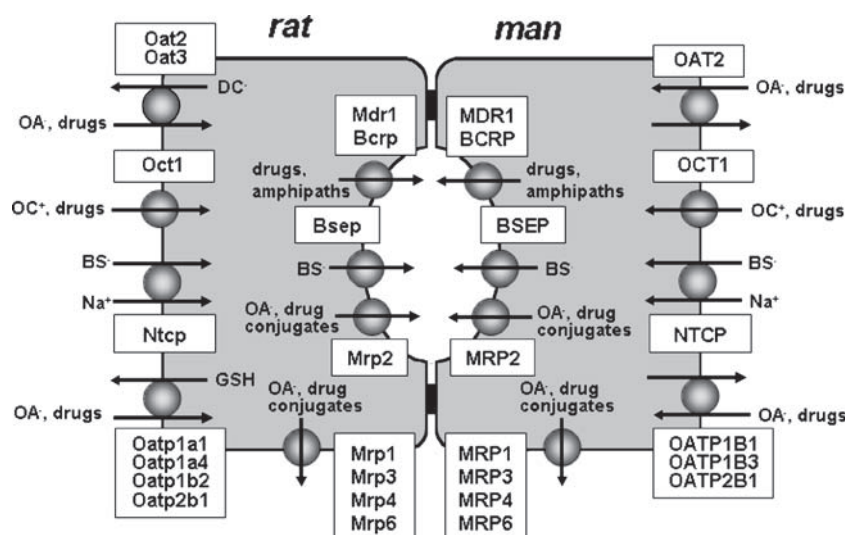 rat
man
Oat2
Oat3
DC-
OA-, drugs
Oct1
OC+, drugs
BS-
Na+
Ntcp
GSH
OA-, drugs
Oatp1a1
Oatp1a4
Oatp1b2
Oatp2b1
Mdr1
Bcrp
drugs,
amphipaths
Bsep
BS-
OA-, drug
conjugates
Mrp2
OA-, drug
conjugates
Mrp1
Mrp3
Mrp4
Mrp6
MDR1
BCRP
drugs,
amphipaths
BSEP
BS-
OA-, drug
conjugates
MRP2
OA-, drug
conjugates
MRP1
MRP3
MRP4
MRP6
OAT2
OA-, drugs
OCT1
OC+, drugs
BS-
Na+
NTCP
OA-, drugs
OATP1B1
OATP1B3
OATP2B1